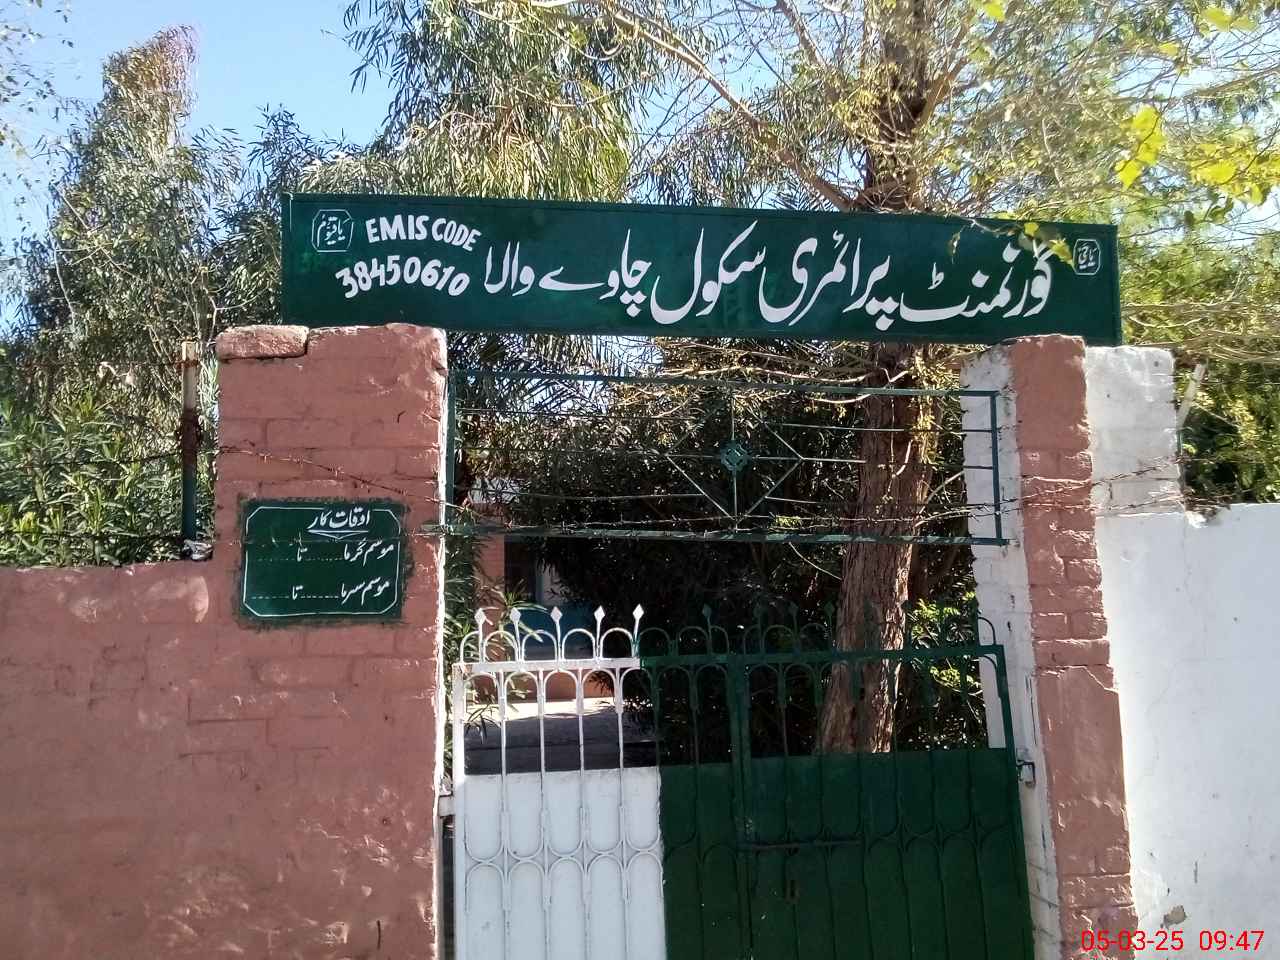 یا حیُّ
گورنمنٹ پرائمری سکول چاوے والا
یا قیّوُم
EMIS CODE
38450610
اوقات کار
موسم گرما ........ تا ........
موسم سرما ........ تا ........
05-03-25 09:47